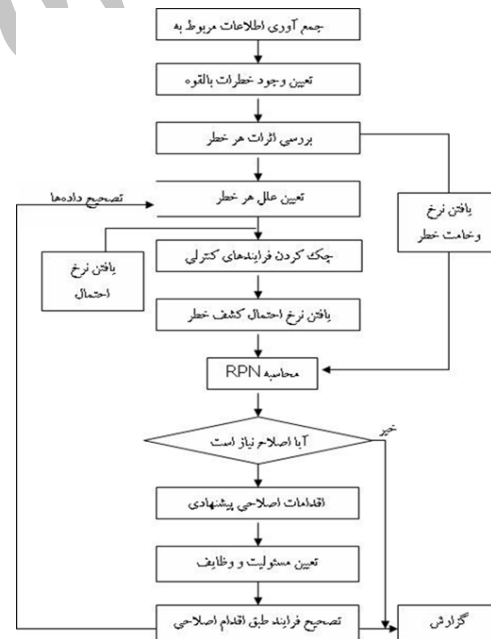 جمع آوری اطلاعات مربوط به
تعیین وجود خطرات بالقوه
بررسی اثرات هر خطر
تصحیح داده‌ها
تعیین علل هر خطر
یافتن نرخ
وخامت خطر
چک کردن فرایندهای کنترلی
یافتن نرخ
احتمال
یافتن نرخ احتمال کشف خطر
محاسبه RPN
خیر
آیا اصلاح نیاز است
اقدامات اصلاحی پیشنهادی
تعیین مسئولیت و وظایف
تصحیح فرایند طبق اقدام اصلاحی
گزارش